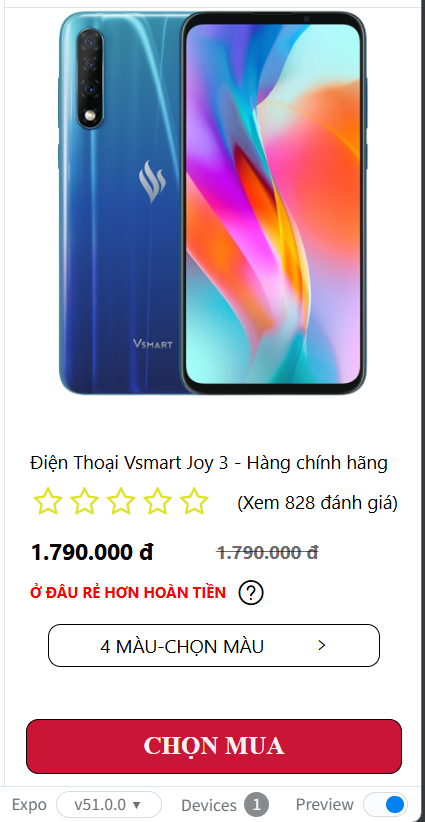 VSMART
Điện Thoại Vsmart Joy 3 - Hàng chính hãng
(Xem 828 đánh giá)
1.790.000 đ 1.790.000 đ
Ở ĐÂU RẺ HƠN HOÀN TIỀN ?
4 MÀU-CHỌN MÀU >
CHỌN MUA
Expo v51.0.0 ▼ Devices 1 Preview